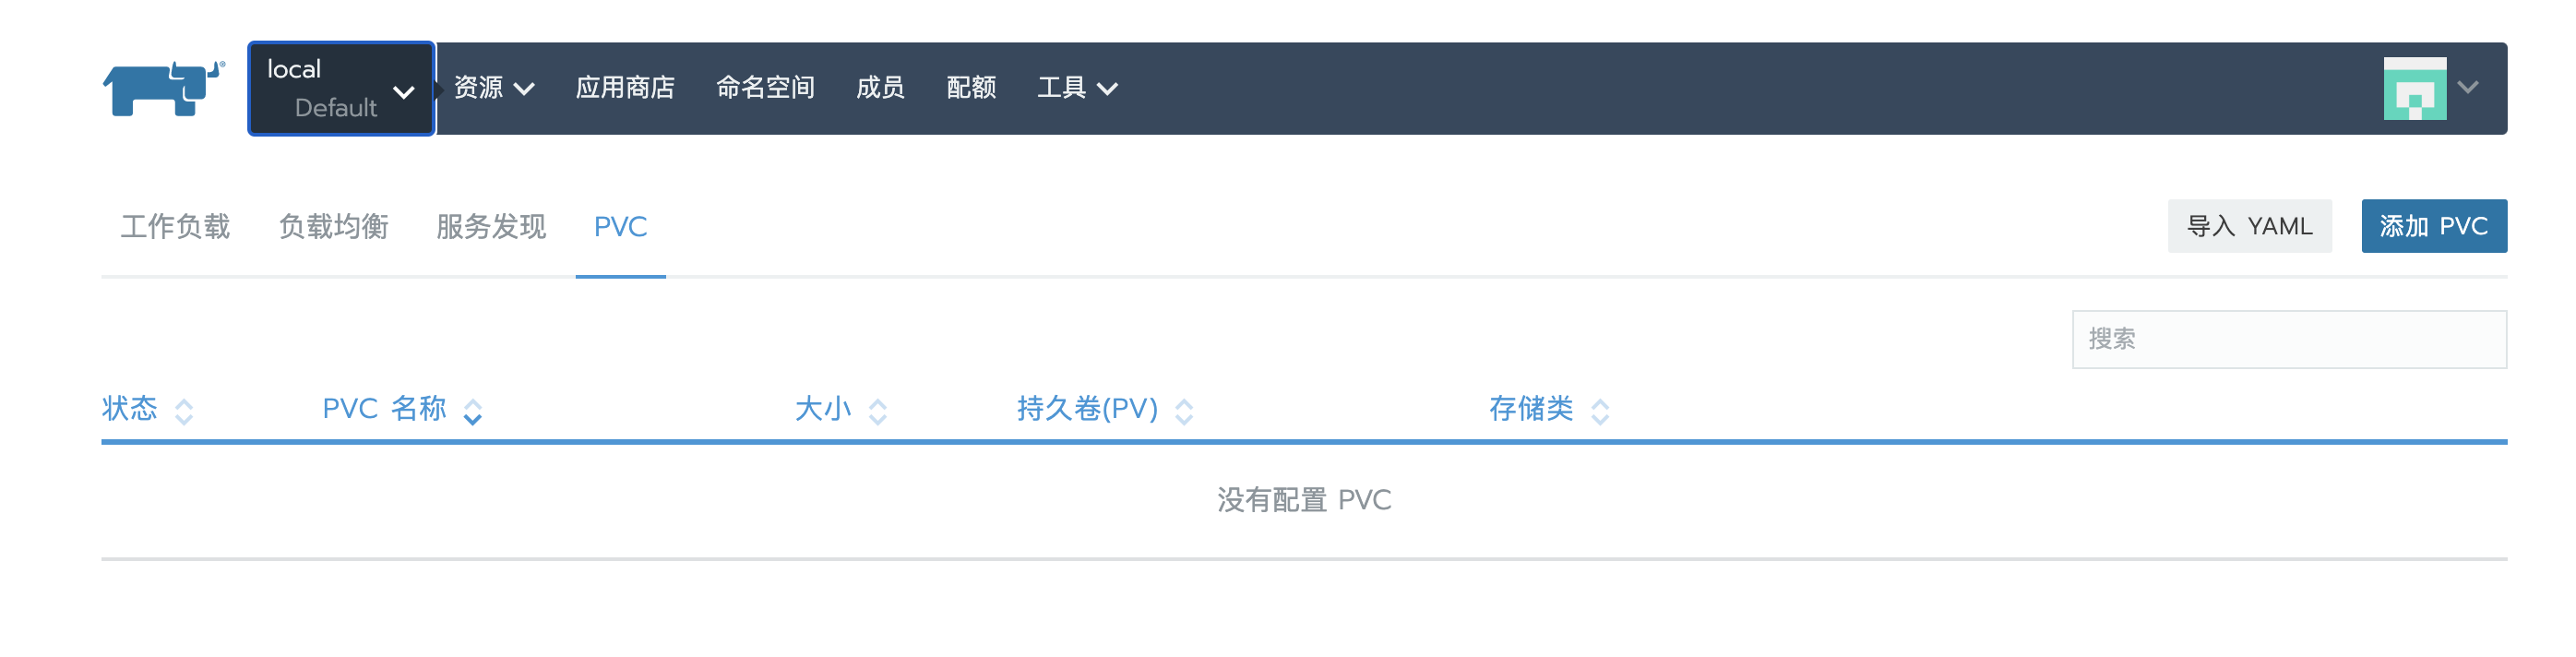 local
Default
资源 应用商店 命名空间 成员 配额 工具
工作负载 负载均衡 服务发现 PVC 导入 YAML 添加 PVC
搜索
状态 PVC 名称 大小 持久卷(PV) 存储类
没有配置 PVC